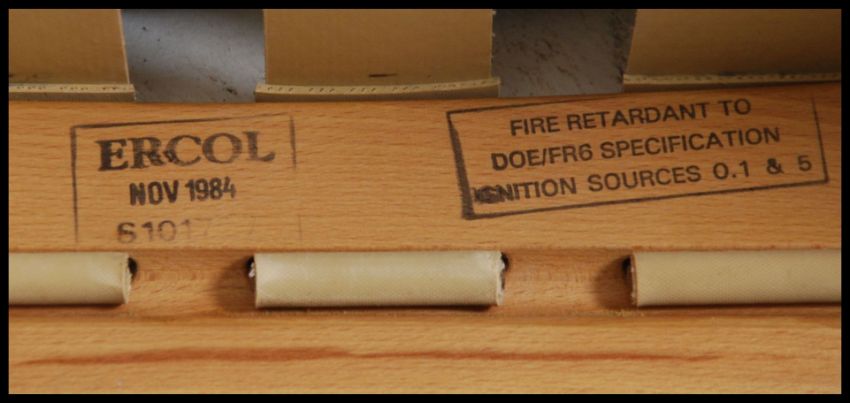 ERCOL
NOV 1984
FIRE RETARDANT TO
DOE/FR6 SPECIFICATION
IGNITION SOURCES 0.1 & 5